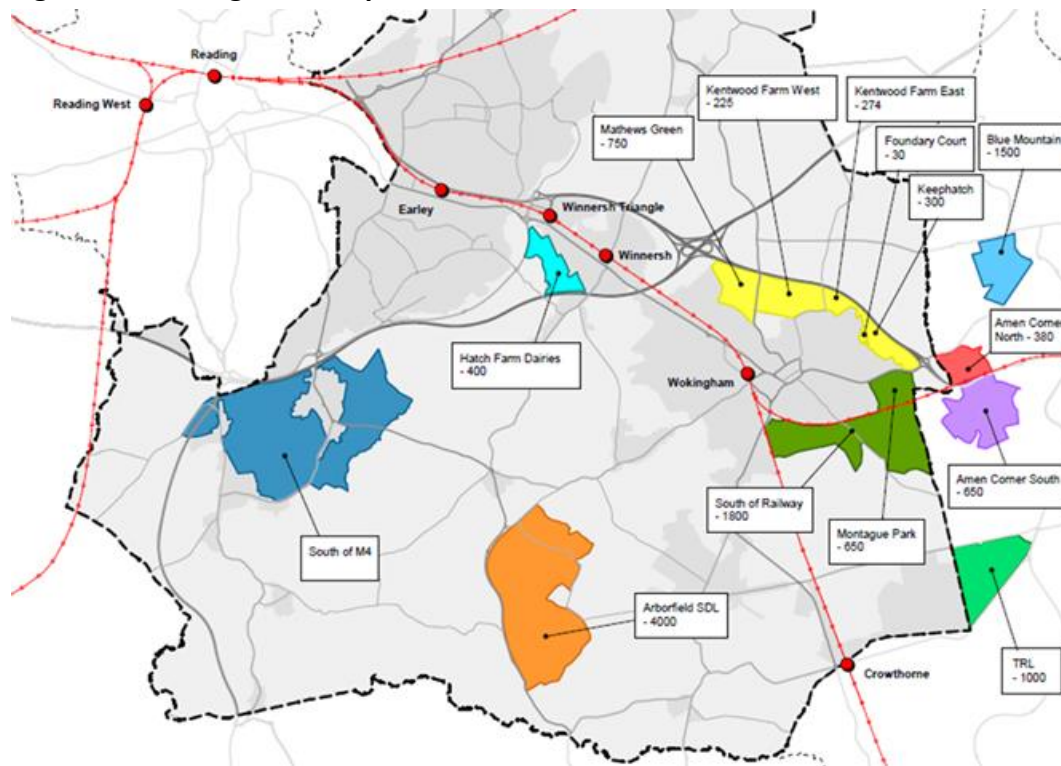 Reading
Reading West
Kentwood Farm West
- 225
Kentwood Farm East
- 274
Mathews Green
- 750
Foundary Court
- 30
Blue Mountain
- 1500
Keephatch
- 300
Earley
Winnersh Triangle
Winnersh
Amen Corner
North - 380
Hatch Farm Dairies
- 400
Wokingham
Amen Corner South
- 650
South of Railway
- 1800
Montague Park
- 650
South of M4
Arborfield SDL
- 4000
TRL
- 1000
Crowthorne